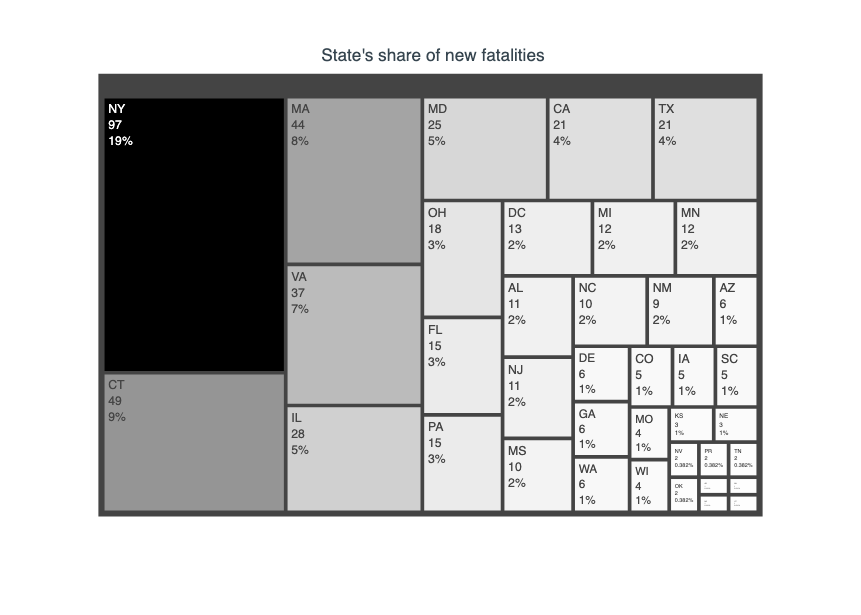 State's share of new fatalities
NY
97
19%
CT
49
9%
MA
44
8%
VA
37
7%
IL
28
5%
MD
25
5%
CA
21
4%
TX
21
4%
OH
18
3%
FL
15
3%
PA
15
3%
DC
13
2%
MI
12
2%
MN
12
2%
AL
11
2%
NJ
11
2%
MS
10
2%
NC
10
2%
NM
9
2%
AZ
6
1%
DE
6
1%
GA
6
1%
WA
6
1%
CO
5
1%
IA
5
1%
SC
5
1%
MO
4
1%
WI
4
1%
KS
3
1%
NE
3
1%
NV
2
0.382%
PR
2
0.382%
TN
2
0.382%
OK
2
0.382%